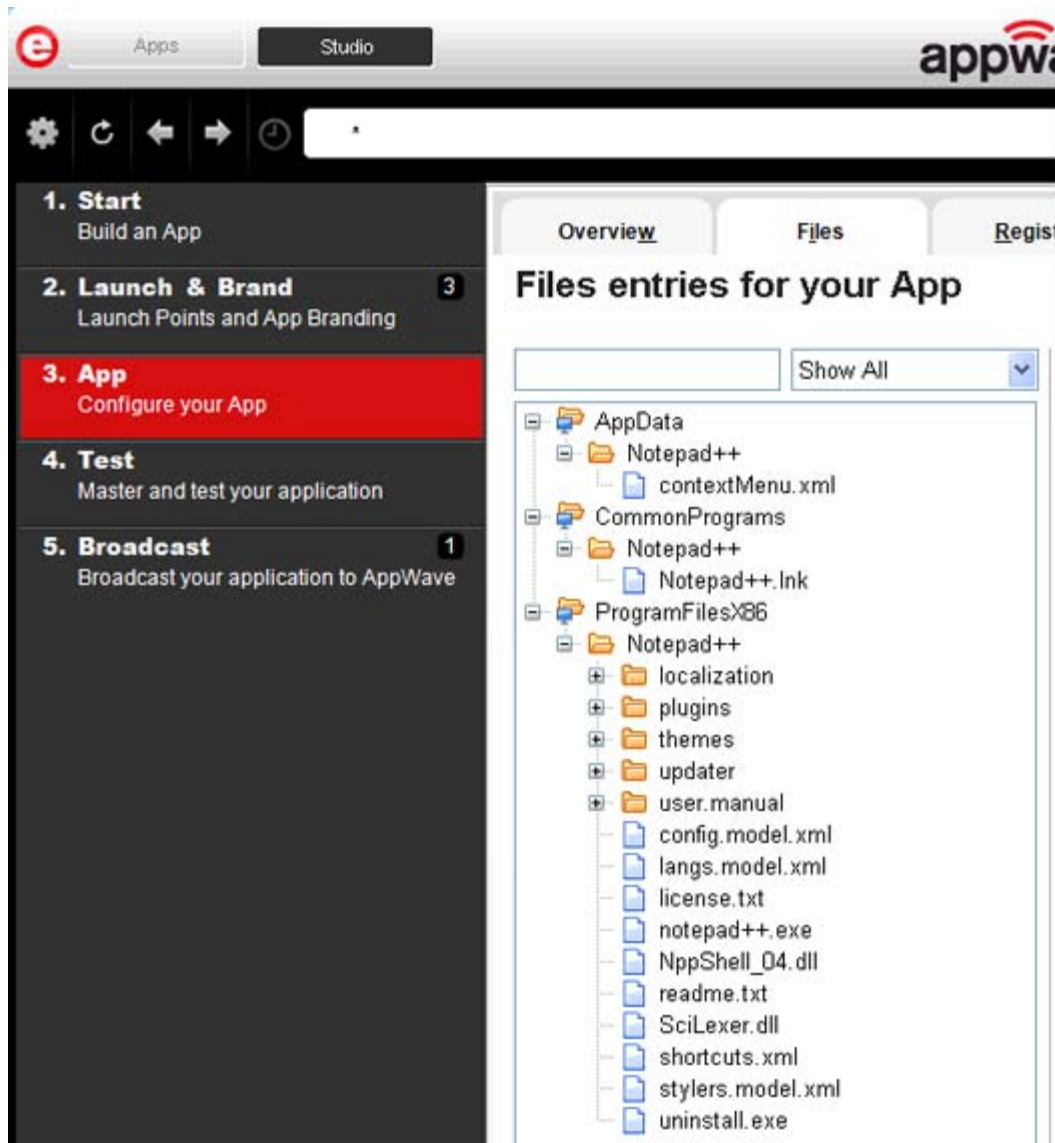 e
Apps
Studio
appwa
*
1. Start
Build an App
2. Launch & Brand 3
Launch Points and App Branding
3. App
Configure your App
4. Test
Master and test your application
5. Broadcast 1
Broadcast your application to AppWave
Overview
Files
Regist
Files entries for your App
Show All
AppData
Notepad++
contextMenu.xml
CommonPrograms
Notepad++
Notepad++.lnk
ProgramFilesX86
Notepad++
localization
plugins
themes
updater
user.manual
config.model.xml
langs.model.xml
license.txt
notepad++.exe
NppShell_04.dll
readme.txt
SciLexer.dll
shortcuts.xml
stylers.model.xml
uninstall.exe